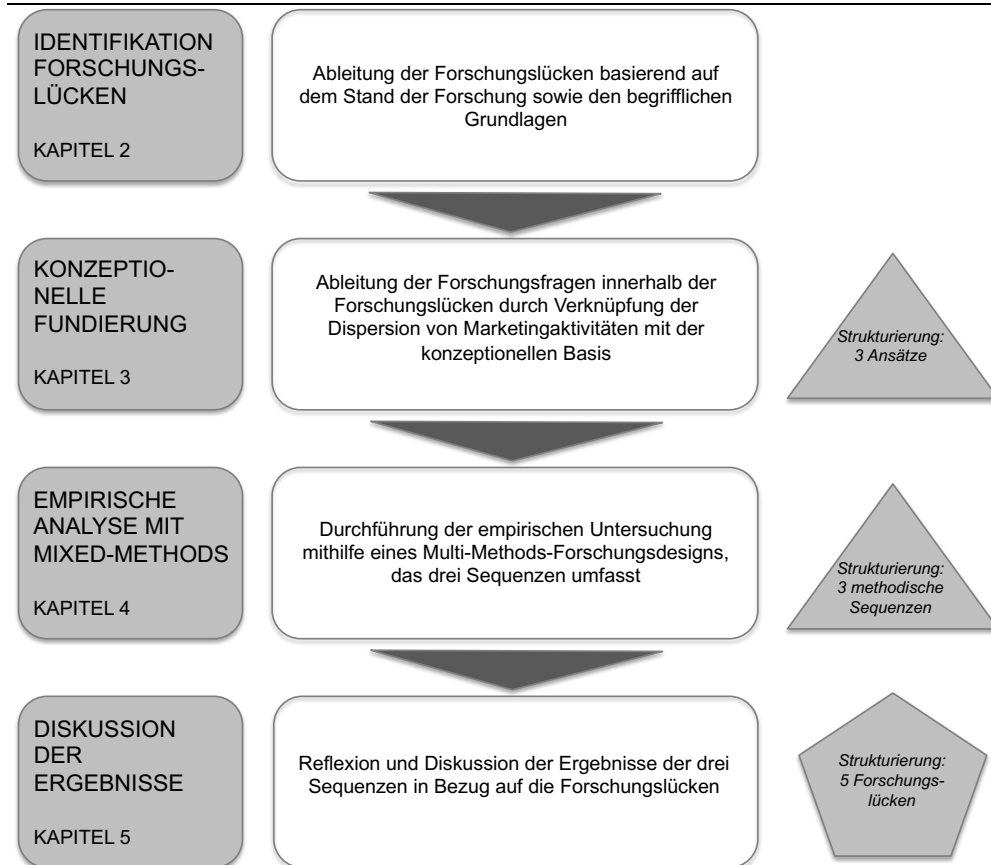 IDENTIFIKATION
FORSCHUNGS-
LÜCKEN
KAPITEL 2
Ableitung der Forschungslücken basierend auf
dem Stand der Forschung sowie den begrifflichen
Grundlagen
KONZEPTIO-
NELLE
FUNDIERUNG
KAPITEL 3
Ableitung der Forschungsfragen innerhalb der
Forschungslücken durch Verknüpfung der
Dispersion von Marketingaktivitäten mit der
konzeptionellen Basis
Strukturierung:
3 Ansätze
EMPIRISCHE
ANALYSE MIT
MIXED-METHODS
KAPITEL 4
Durchführung der empirischen Untersuchung
mithilfe eines Multi-Methods-Forschungsdesigns,
das drei Sequenzen umfasst
Strukturierung:
3 methodische
Sequenzen
DISKUSSION
DER
ERGEBNISSE
KAPITEL 5
Reflexion und Diskussion der Ergebnisse der drei
Sequenzen in Bezug auf die Forschungslücken
Strukturierung:
5 Forschungs-
lücken